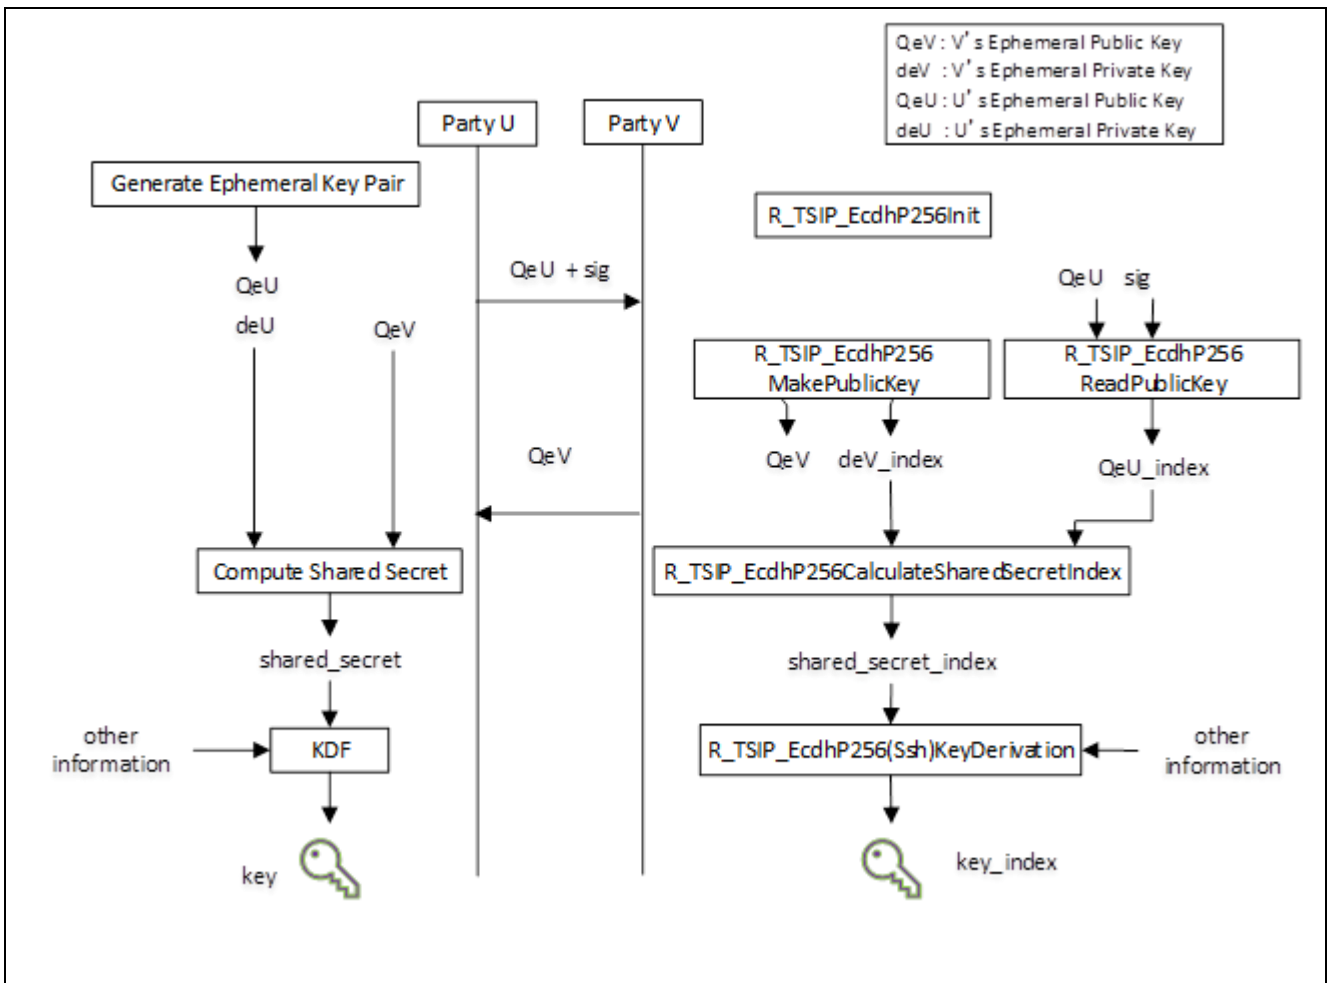 QeV : V's Ephemeral Public Key
deV : V's Ephemeral Private Key
QeU : U's Ephemeral Public Key
deU : U's Ephemeral Private Key
Party U
Party V
Generate Ephemeral Key Pair
R_TSIP_EcdhP256Init
QeU + sig
QeU
deU
QeV
QeU sig
R_TSIP_EcdhP256
MakePublicKey
R_TSIP_EcdhP256
ReadPublicKey
QeV
QeV
deV_index
QeU_index
Compute Shared Secret
R_TSIP_EcdhP256CalculateSharedSecretIndex
shared_secret
shared_secret_index
other
information
KDF
R_TSIP_EcdhP256(Ssh)KeyDerivation
other
information
key
key_index